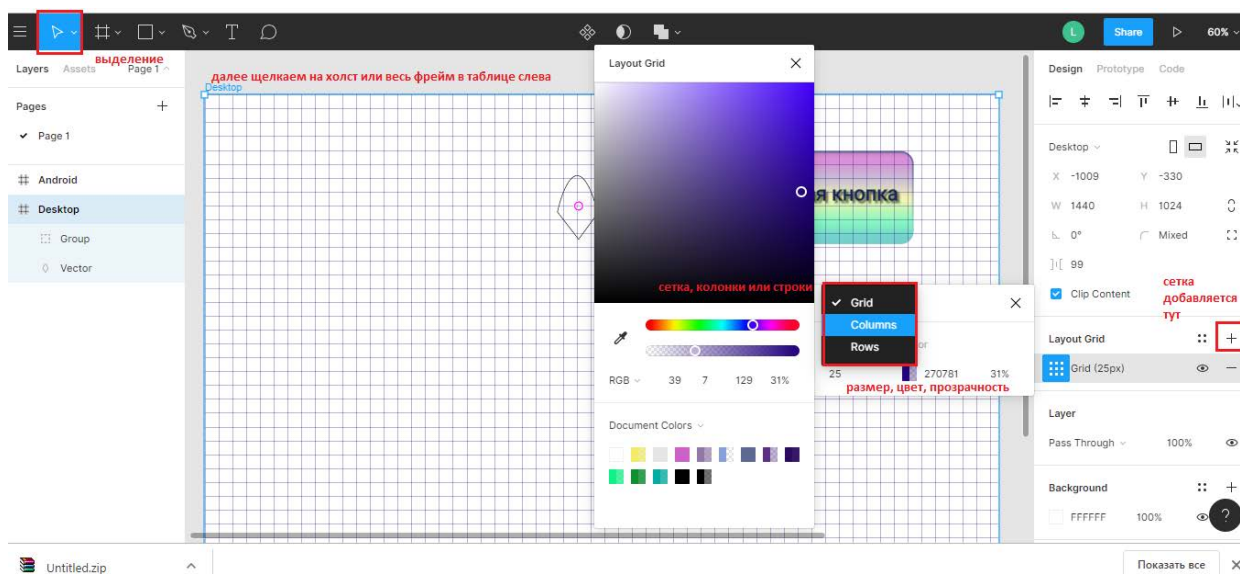 Share
60%
выделение
Layers Assets Page 1
далее щелкаем на холст или весь фрейм в таблице слева
Desktop
Layout Grid
Design Prototype Code
Pages
Page 1
Android
Desktop
Group
Vector
я кнопка
Desktop
X -1009 Y -330
W 1440 H 1024
0° Mixed
99
Clip Content
сетка
добавляется
тут
сетка, колонки или строки
Grid
Columns
Rows
Layout Grid
Grid (25px)
RGB 39 7 129 31%
25 270781 31%
размер, цвет, прозрачность
Document Colors
Layer
Pass Through 100%
Background
FFFFFF 100%
?
Untitled.zip
Показать все